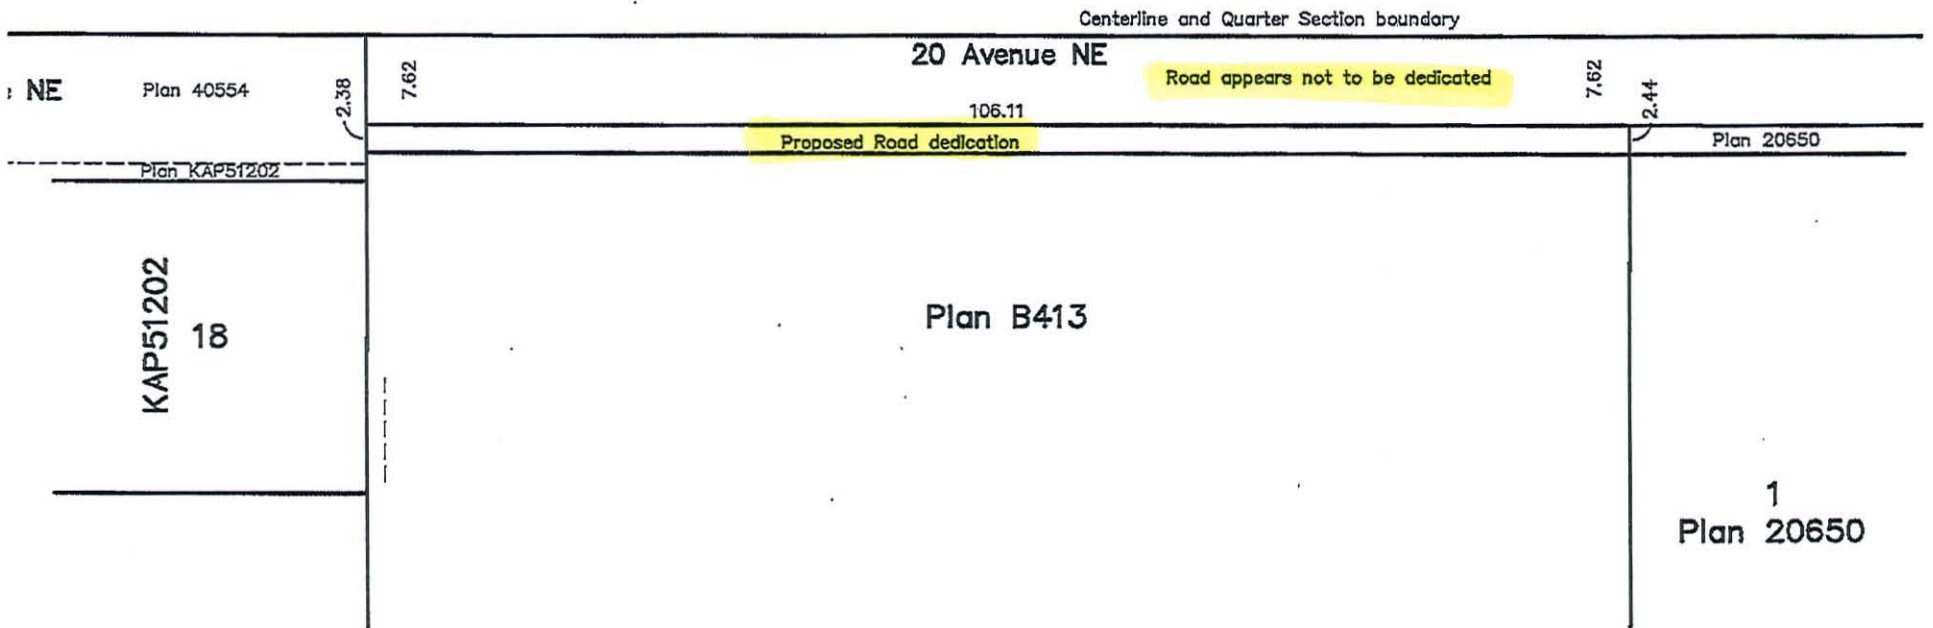 Centerline and Quarter Section boundary
20 Avenue NE
Road appears not to be dedicated
NE
Plan 40554
2.38
7.62
7.62
2.44
106.11
Proposed Road dedication
Plan 20650
Plan KAP51202
KAP51202
18
Plan B413
1
Plan 20650